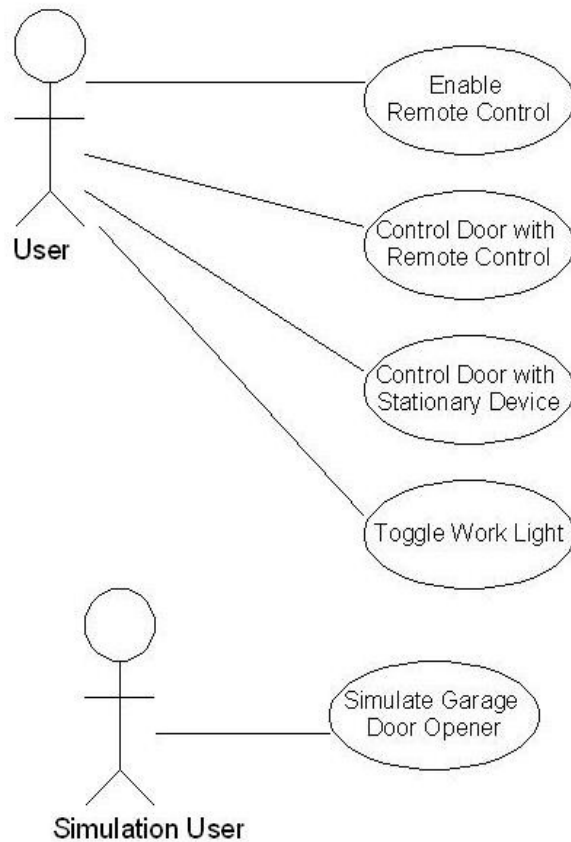 Enable
Remote Control
Control Door with
Remote Control
User
Control Door with
Stationary Device
Toggle Work Light
Simulate Garage
Door Opener
Simulation User